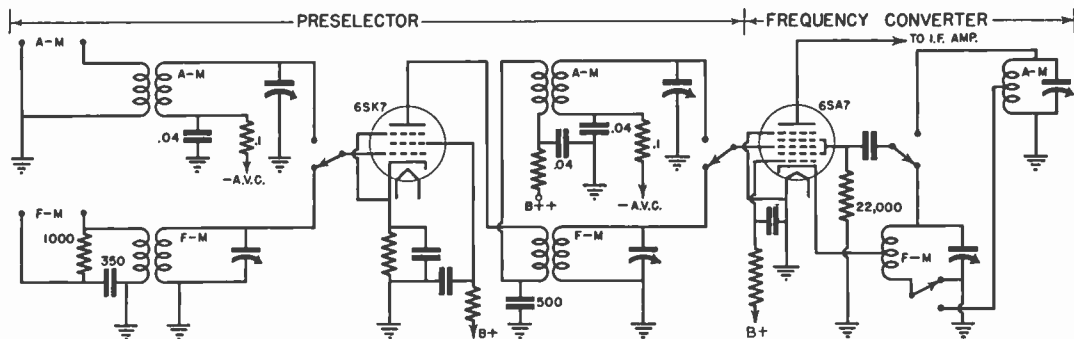 PRESELECTOR
FREQUENCY CONVERTER
TO I.F. AMP.
A-M
A-M
.04
.1
-A.V.C.
6SK7
A-M
.04
.04
.1
B++
-A.V.C.
6SA7
A-M
22,000
F-M
1000
350
F-M
B+
500
F-M
B+
F-M